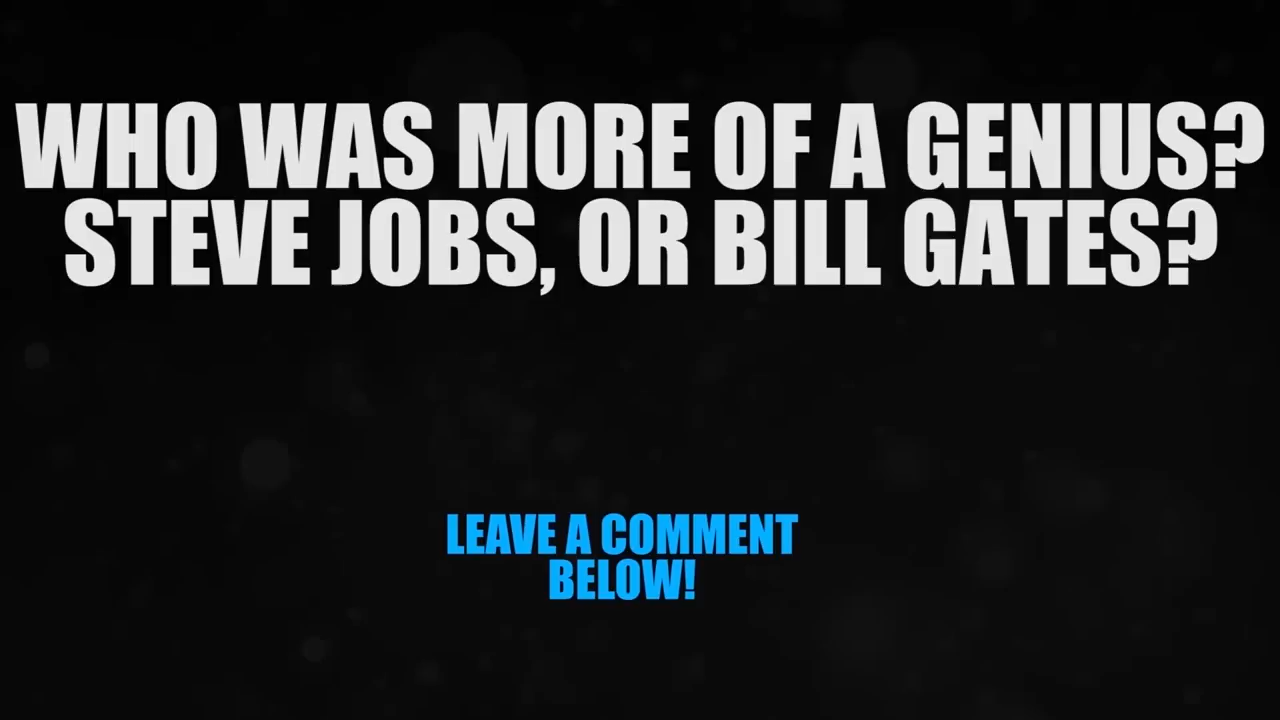 WHO WAS MORE OF A GENIUS?
STEVE JOBS, OR BILL GATES?
LEAVE A COMMENT
BELOW!